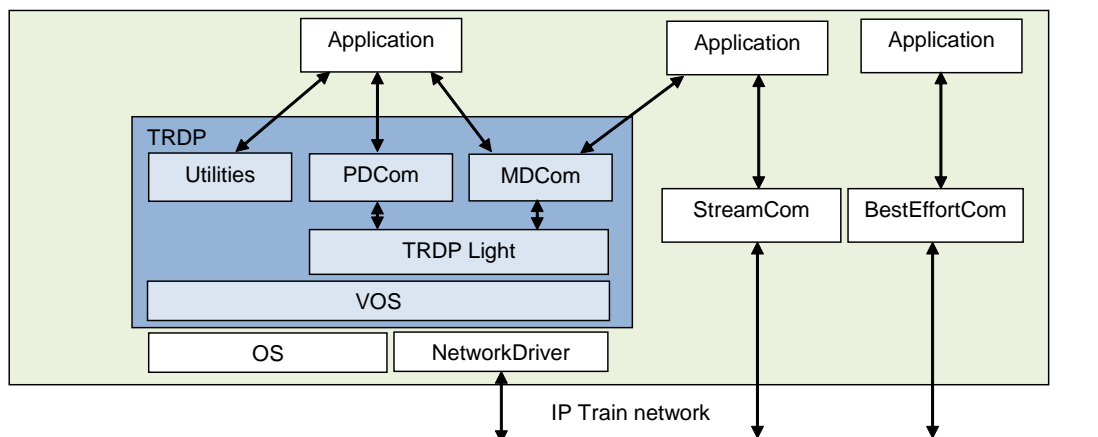 Application
Application
Application
TRDP
Utilities
PDCom
MDCom
StreamCom
BestEffortCom
TRDP Light
VOS
OS
NetworkDriver
IP Train network